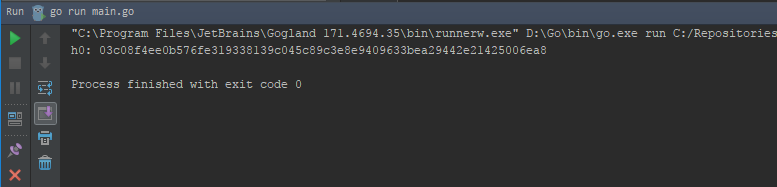 Run go run main.go
"C:\Program Files\JetBrains\Gogland 171.4694.35\bin\runnerw.exe" D:\Go\bin\go.exe run C:/Repositories
h0: 03c08f4ee0b576fe319338139c045c89c3e8e9409633bea29442e21425006ea8
Process finished with exit code 0